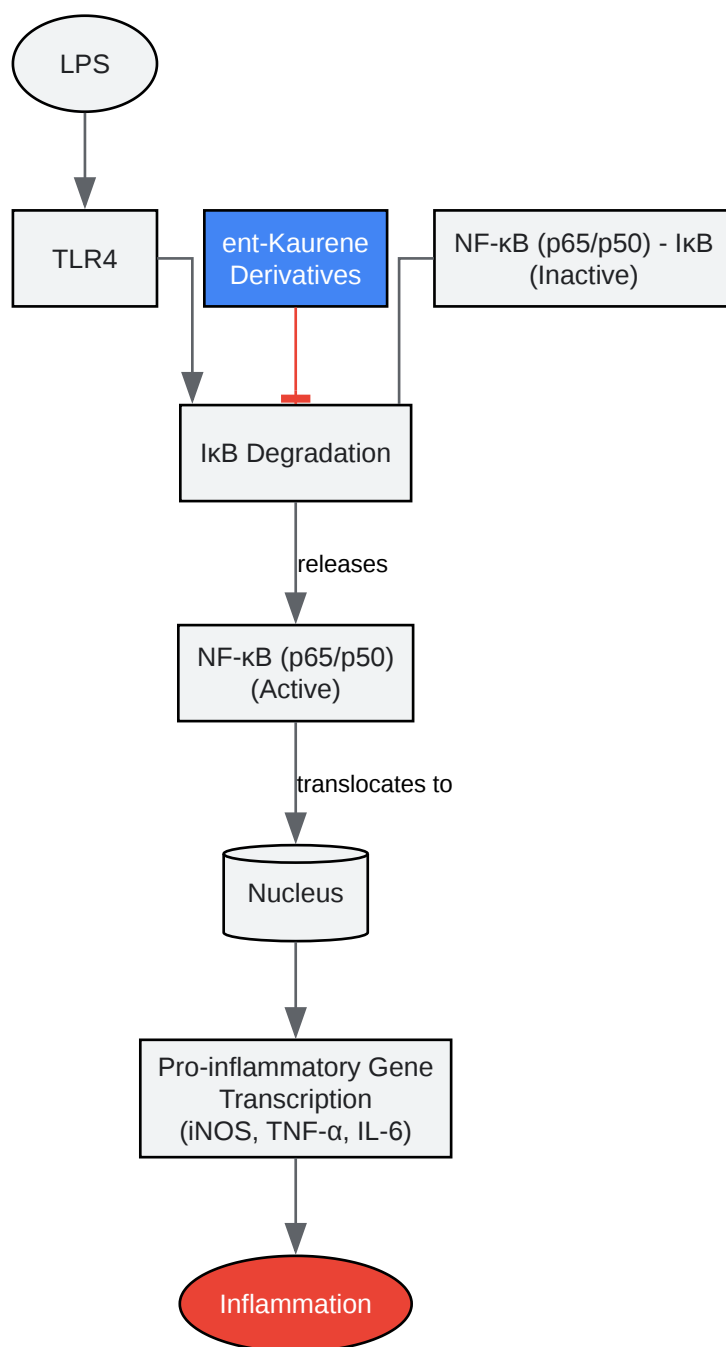 LPS
TLR4
ent-Kaurene
Derivatives
NF-κB (p65/p50) - IκB
(Inactive)
IκB Degradation
releases
NF-κB (p65/p50)
(Active)
translocates to
Nucleus
Pro-inflammatory Gene
Transcription
(iNOS, TNF-α, IL-6)
Inflammation